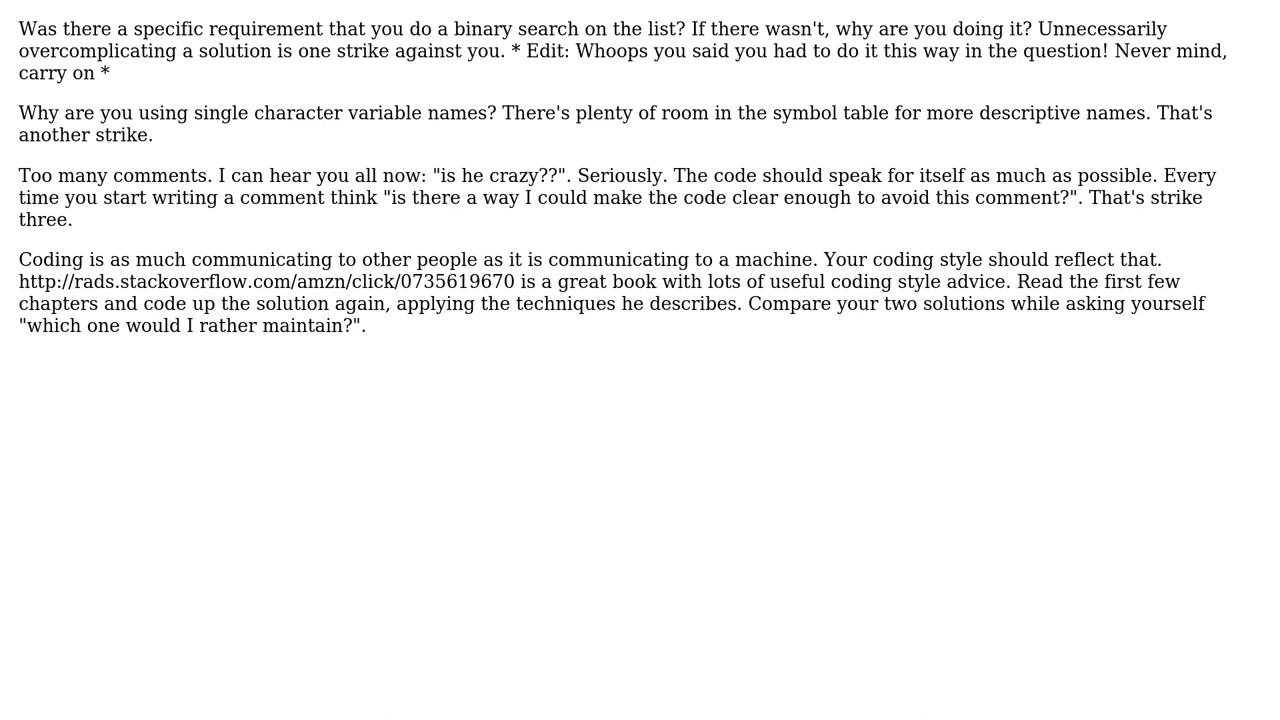 Was there a specific requirement that you do a binary search on the list? If there wasn't, why are you doing it? Unnecessarily
overcomplicating a solution is one strike against you. * Edit: Whoops you said you had to do it this way in the question! Never mind,
carry on *
Why are you using single character variable names? There's plenty of room in the symbol table for more descriptive names. That's
another strike.
Too many comments. I can hear you all now: "is he crazy??". Seriously. The code should speak for itself as much as possible. Every
time you start writing a comment think "is there a way I could make the code clear enough to avoid this comment?". That's strike
three.
Coding is as much communicating to other people as it is communicating to a machine. Your coding style should reflect that.
http://rads.stackoverflow.com/amzn/click/0735619670 is a great book with lots of useful coding style advice. Read the first few
chapters and code up the solution again, applying the techniques he describes. Compare your two solutions while asking yourself
"which one would I rather maintain?".